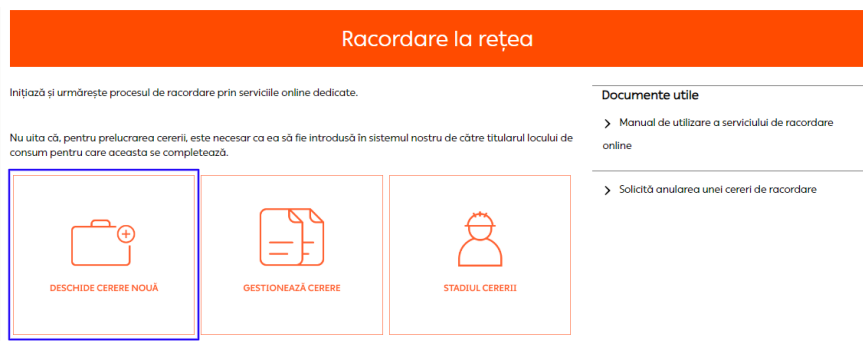 Racordare la rețea
Inițiază și urmărește procesul de racordare prin serviciile online dedicate.
Nu uita că, pentru prelucrarea cererii, este necesar ca ea să fie introdusă în sistemul nostru de către titularul locului de
consum pentru care aceasta se completează.
DESCHIDE CERERE NOUĂ
GESTIONEAZĂ CERERE
STADIUL CERERII
Documente utile
Manual de utilizare a serviciului de racordare
online
Solicită anularea unei cereri de racordare